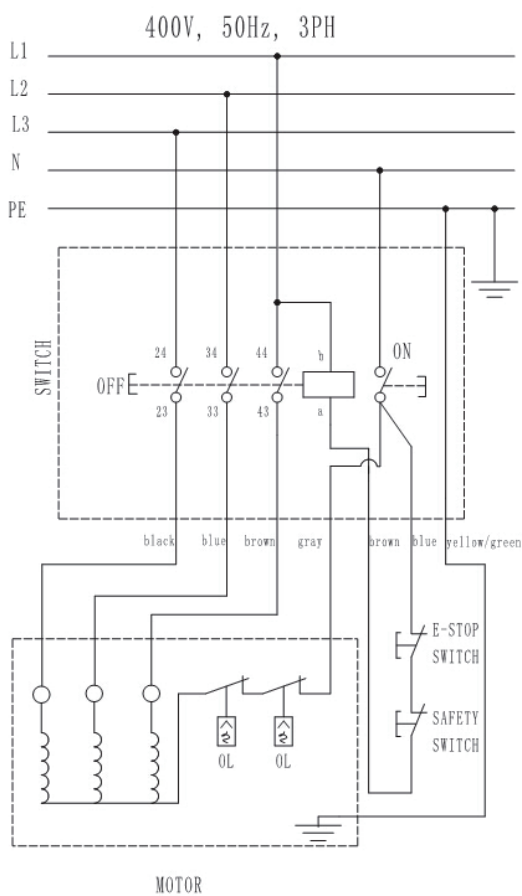 400V, 50Hz, 3PH
L1
L2
L3
N
PE
SWITCH
24 34 44 b ON
OFF
23 33 43 a
black blue brown gray brown blue yellow/green
E-STOP
SWITCH
SAFETY
SWITCH
OL OL
MOTOR